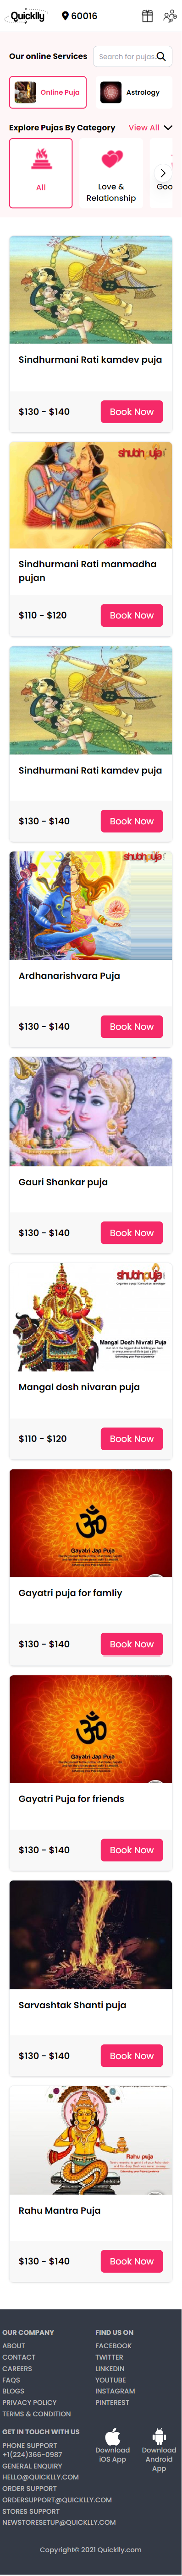 Quicklly
60016
Our online Services
Search for pujas
Online Puja
Astrology
Explore Pujas By Category
View All
All
Love &
Relationship
Goo
Sindhurmani Rati kamdev puja
$130 - $140
Book Now
shubhpuja
Sindhurmani Rati manmadha
pujan
$110 - $120
Book Now
Sindhurmani Rati kamdev puja
$130 - $140
Book Now
shubhpuja
Ardhanarishvara Puja
$130 - $140
Book Now
Gauri Shankar puja
$130 - $140
Book Now
shubhpuja
Mangal Dosh Nivrati Puja
Mangal dosh nivaran puja
$110 - $120
Book Now
ॐ
Gayatri Jap Puja
Gayatri puja for famliy
$130 - $140
Book Now
ॐ
Gayatri Jap Puja
Gayatri Puja for friends
$130 - $140
Book Now
Sarvashtak Shanti puja
$130 - $140
Book Now
Rahu puja
Rahu Mantra Puja
$130 - $140
Book Now
OUR COMPANY
ABOUT
CONTACT
CAREERS
FAQS
BLOGS
PRIVACY POLICY
TERMS & CONDITION
FIND US ON
FACEBOOK
TWITTER
LINKEDIN
YOUTUBE
INSTAGRAM
PINTEREST
GET IN TOUCH WITH US
PHONE SUPPORT
+1(224)366-0987
GENERAL ENQUIRY
HELLO@QUICKLLY.COM
ORDER SUPPORT
ORDERSUPPORT@QUICKLLY.COM
STORES SUPPORT
NEWSTORESETUP@QUICKLLY.COM
Download
iOS App
Download
Android
App
Copyright© 2021 Quicklly.com